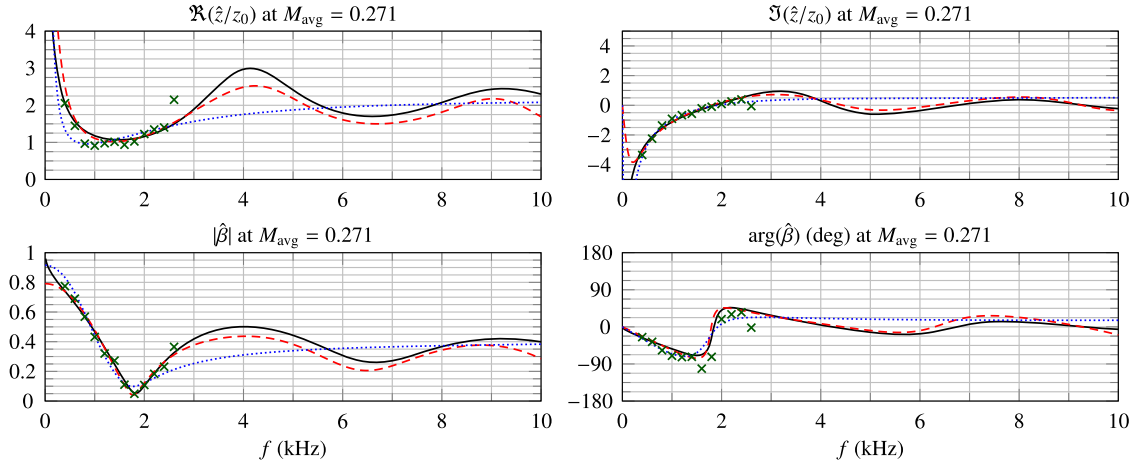 ℜ(ẑ/z₀) at M_avg = 0.271
4
3
2
1
0
0 2 4 6 8 10
ℑ(ẑ/z₀) at M_avg = 0.271
4
2
0
−2
−4
0 2 4 6 8 10
|β̂| at M_avg = 0.271
1
0.8
0.6
0.4
0.2
0
0 2 4 6 8 10
f (kHz)
arg(β̂) (deg) at M_avg = 0.271
180
90
0
−90
−180
0 2 4 6 8 10
f (kHz)